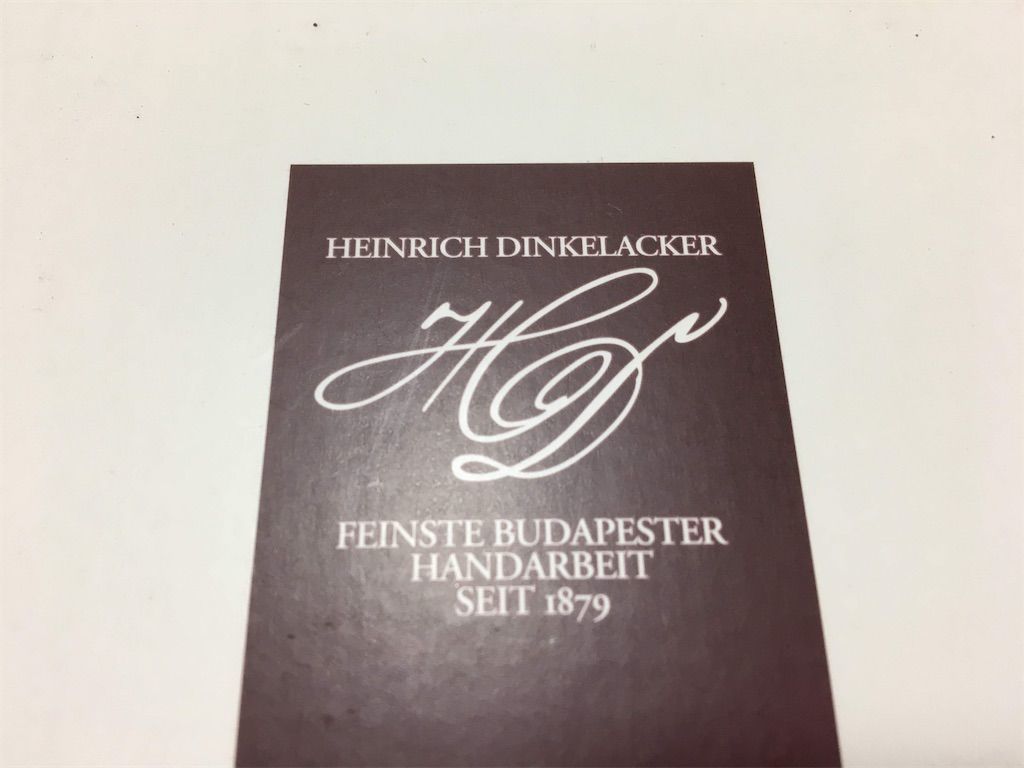 HEINRICH DINKELACKER
HD
FEINSTE BUDAPESTER
HANDARBEIT
SEIT 1879